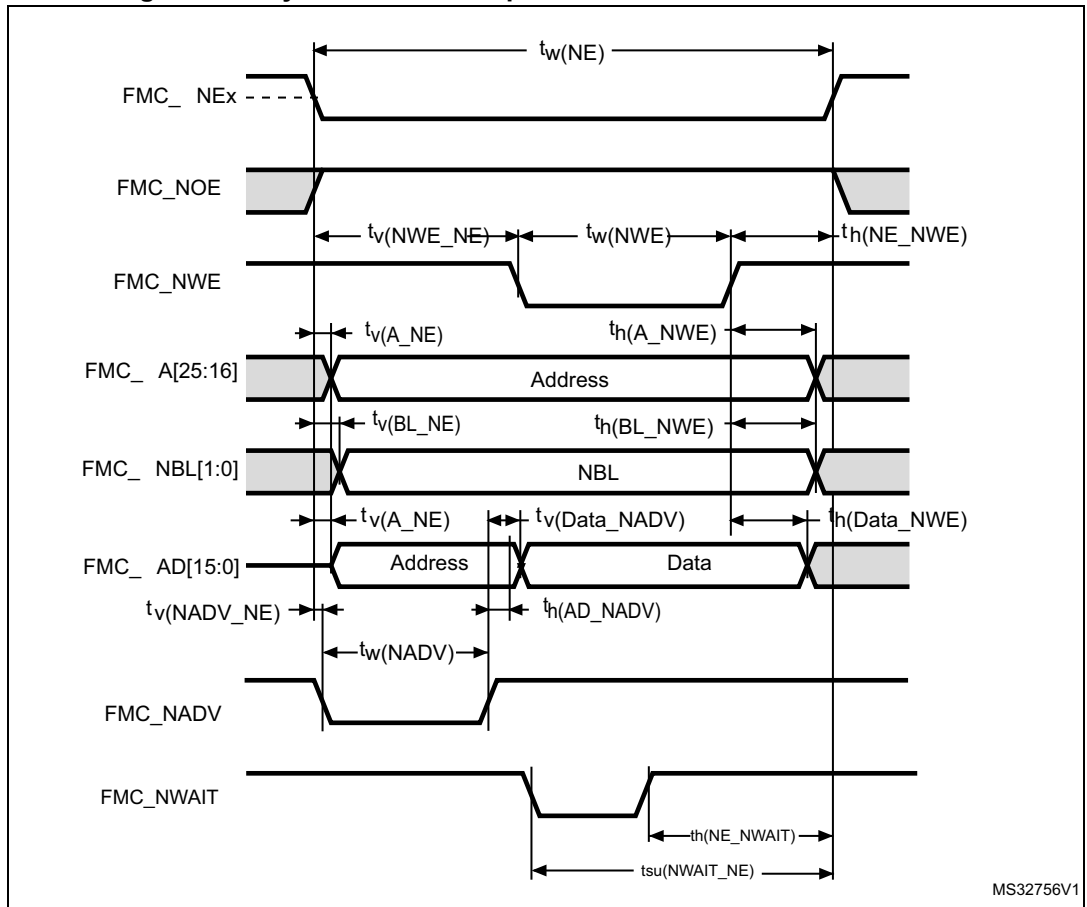 tw(NE)
FMC_ NEx
FMC_NOE
tv(NWE_NE) tw(NWE) th(NE_NWE)
FMC_NWE
tv(A_NE) th(A_NWE)
FMC_ A[25:16] Address
tv(BL_NE) th(BL_NWE)
FMC_ NBL[1:0] NBL
tv(A_NE) tv(Data_NADV) th(Data_NWE)
FMC_ AD[15:0] Address Data
tv(NADV_NE) th(AD_NADV)
tw(NADV)
FMC_NADV
FMC_NWAIT
th(NE_NWAIT)
tsu(NWAIT_NE)
MS32756V1